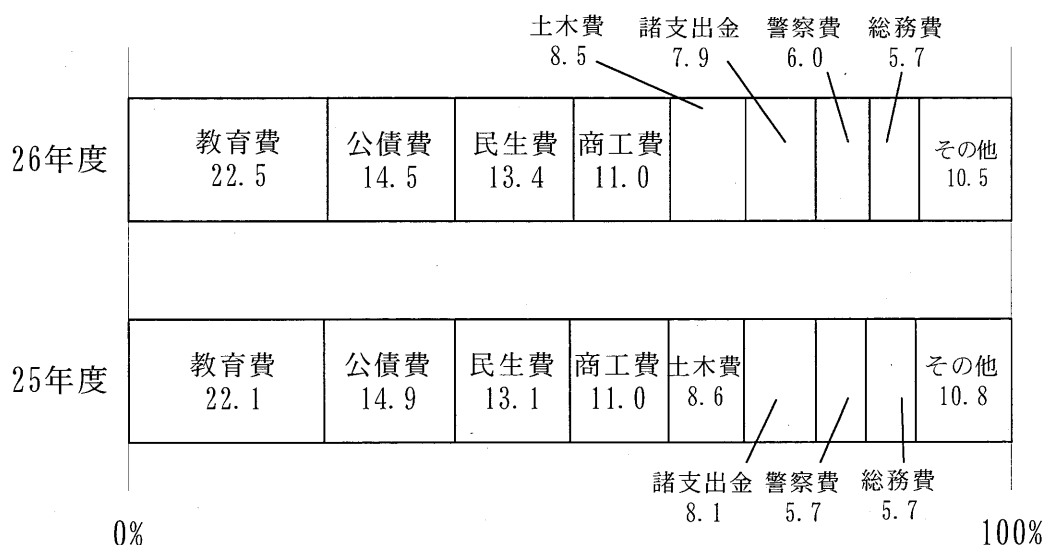 土木費 諸支出金 警察費 総務費
8.5 7.9 6.0 5.7
26年度
教育費 公債費 民生費 商工費 その他
22.5 14.5 13.4 11.0 10.5
25年度
教育費 公債費 民生費 商工費 土木費 その他
22.1 14.9 13.1 11.0 8.6 10.8
諸支出金 警察費 総務費
8.1 5.7 5.7
0% 100%